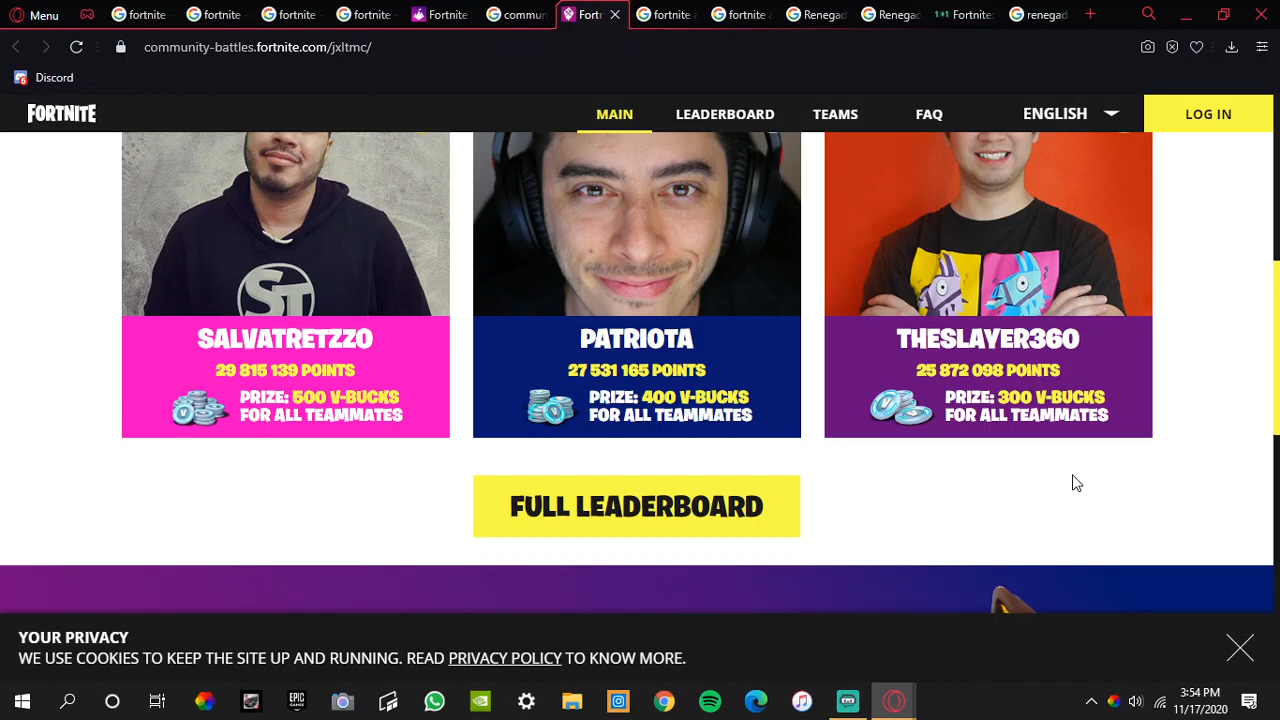 Menu
fortnite
fortnite
fortnite
fortnite
Fortnite
commun
Fortn
fortnite
fortnite a
Renegad
Renegad
Fortnite
renegad
community-battles.fortnite.com/jxltmc/
Discord
FORTNITE
MAIN
LEADERBOARD
TEAMS
FAQ
ENGLISH
LOG IN
ST
SALVATRETZZO
29 815 139 POINTS
PRIZE: 500 V-BUCKS
FOR ALL TEAMMATES
PATRIOTA
27 531 165 POINTS
PRIZE: 400 V-BUCKS
FOR ALL TEAMMATES
THESLAYER360
25 872 098 POINTS
PRIZE: 300 V-BUCKS
FOR ALL TEAMMATES
FULL LEADERBOARD
YOUR PRIVACY
WE USE COOKIES TO KEEP THE SITE UP AND RUNNING. READ PRIVACY POLICY TO KNOW MORE.
EPIC GAMES
3:54 PM
11/17/2020